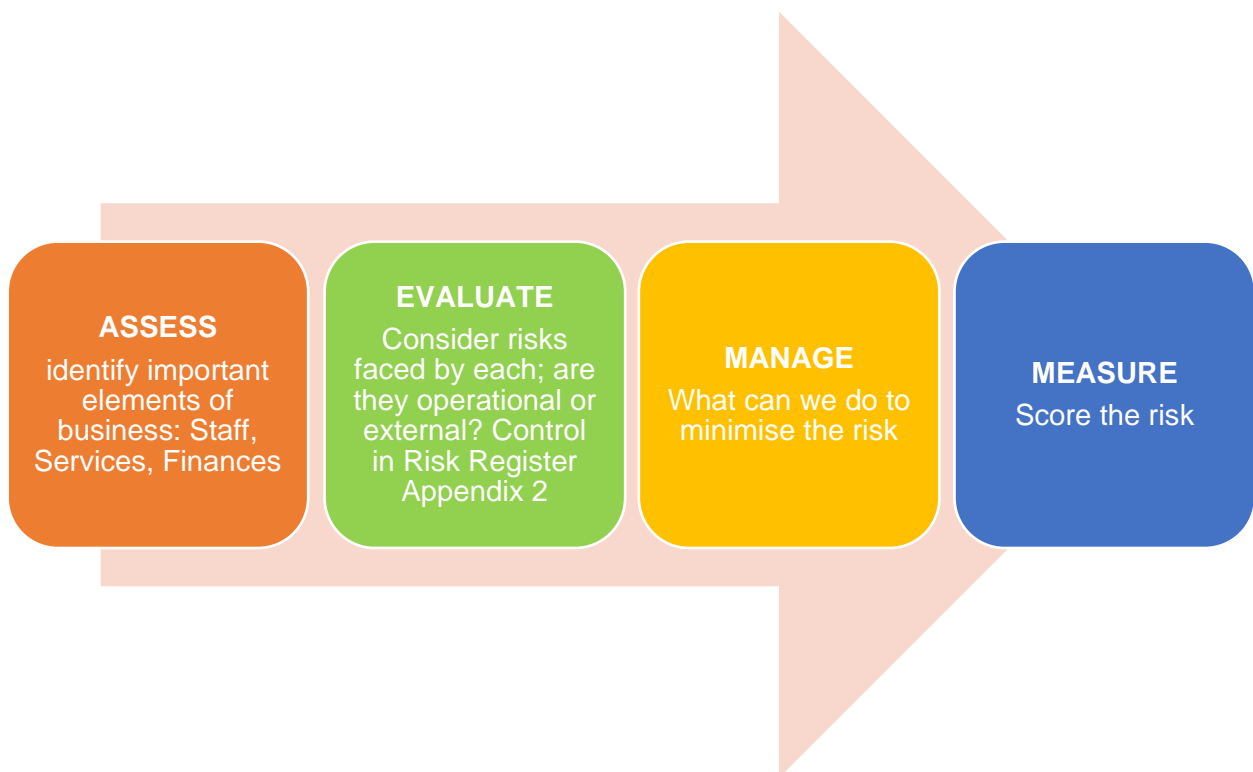 ASSESS
identify important
elements of
business: Staff,
Services, Finances
EVALUATE
Consider risks
faced by each; are
they operational or
external? Control
in Risk Register
Appendix 2
MANAGE
What can we do to
minimise the risk
MEASURE
Score the risk